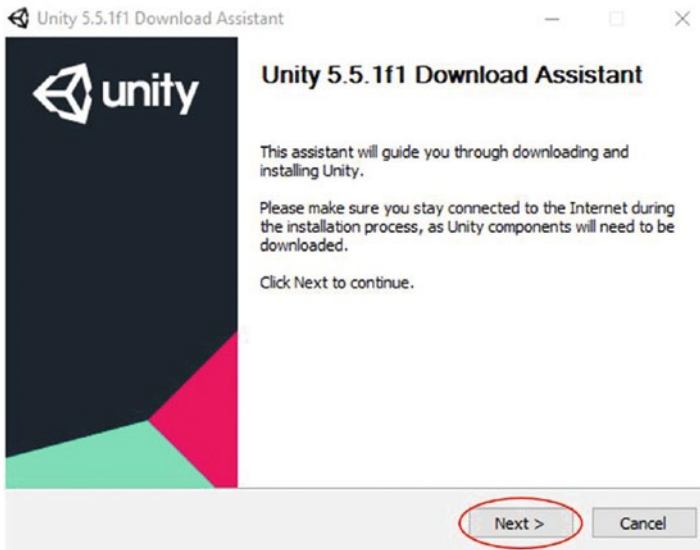 Unity 5.5.1f1 Download Assistant
unity
Unity 5.5.1f1 Download Assistant
This assistant will guide you through downloading and
installing Unity.
Please make sure you stay connected to the Internet during
the installation process, as Unity components will need to be
downloaded.
Click Next to continue.
Next >
Cancel